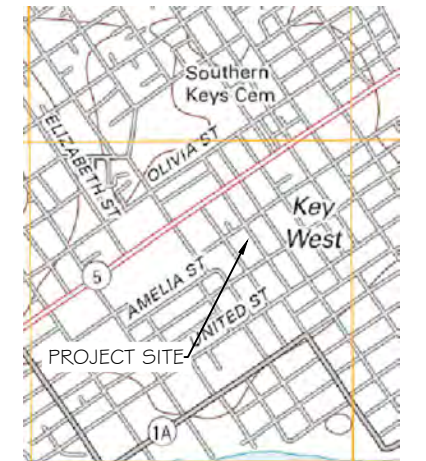 Southern
Keys Cem
ELIZABETH ST
OLIVIA ST
Key
West
5
AMELIA ST
UNITED ST
PROJECT SITE
1A